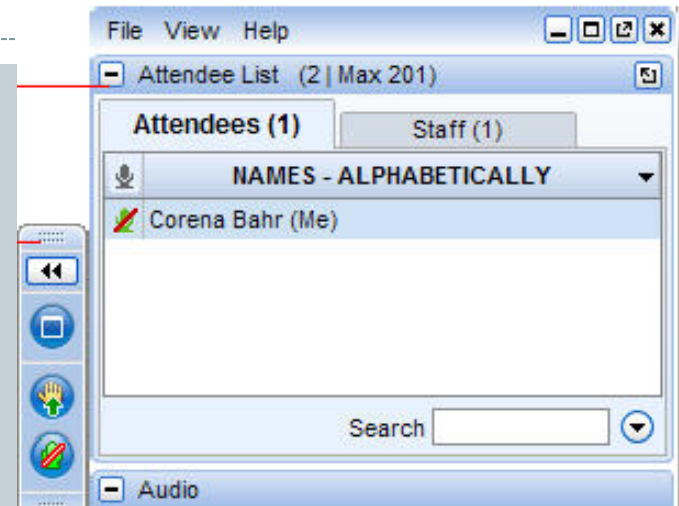 File View Help
Attendee List (2 | Max 201)
Attendees (1) Staff (1)
NAMES - ALPHABETICALLY
Corena Bahr (Me)
Search
Audio